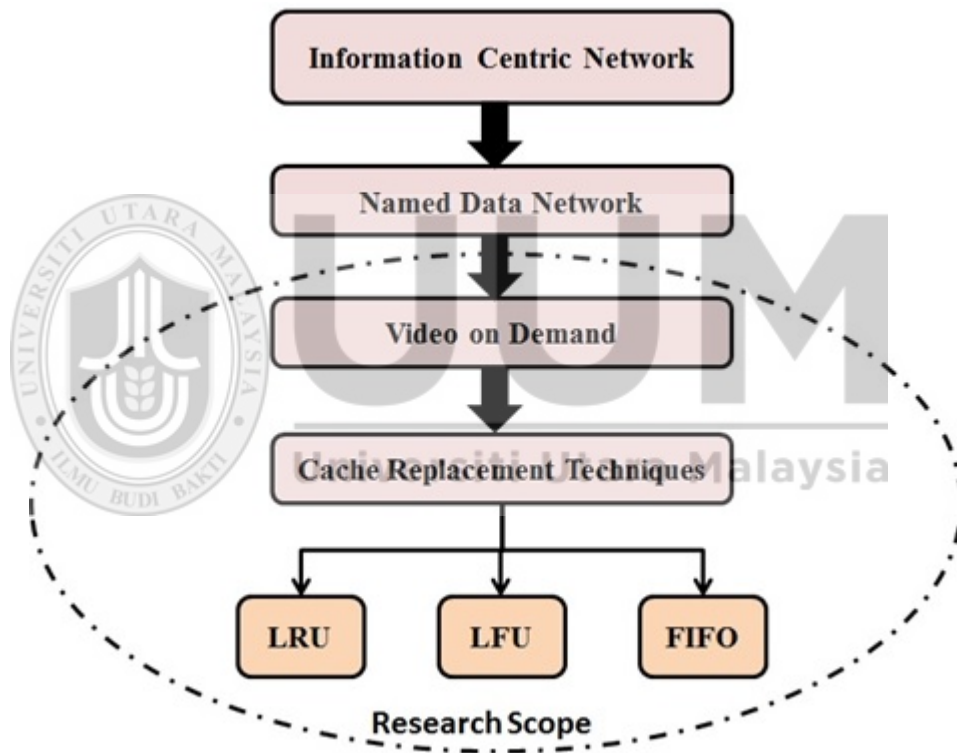 Information Centric Network
Named Data Network
UNIVERSITI UTARA MALAYSIA
UUM
Video on Demand
Cache Replacement Techniques
Universiti Utara Malaysia
ILMU BUDI BAKTI
LRU
LFU
FIFO
Research Scope